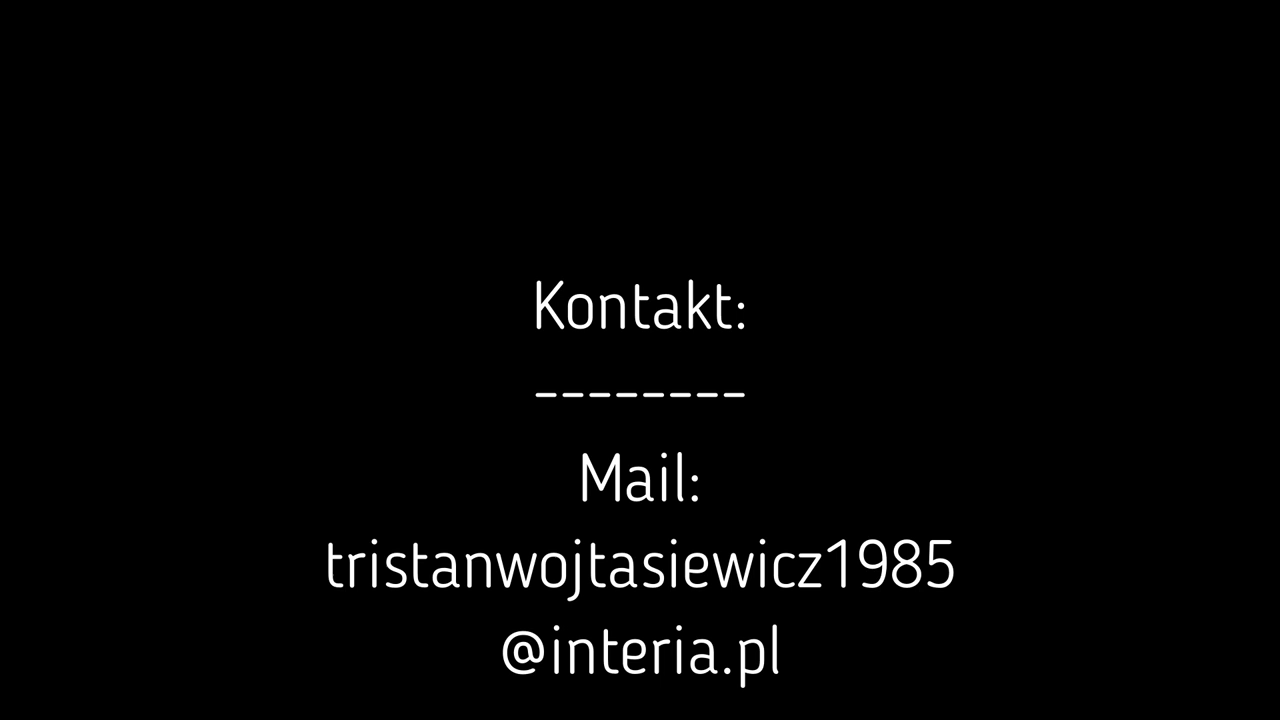 Kontakt:
--------
Mail:
tristanwojtasiewicz1985
@interia.pl